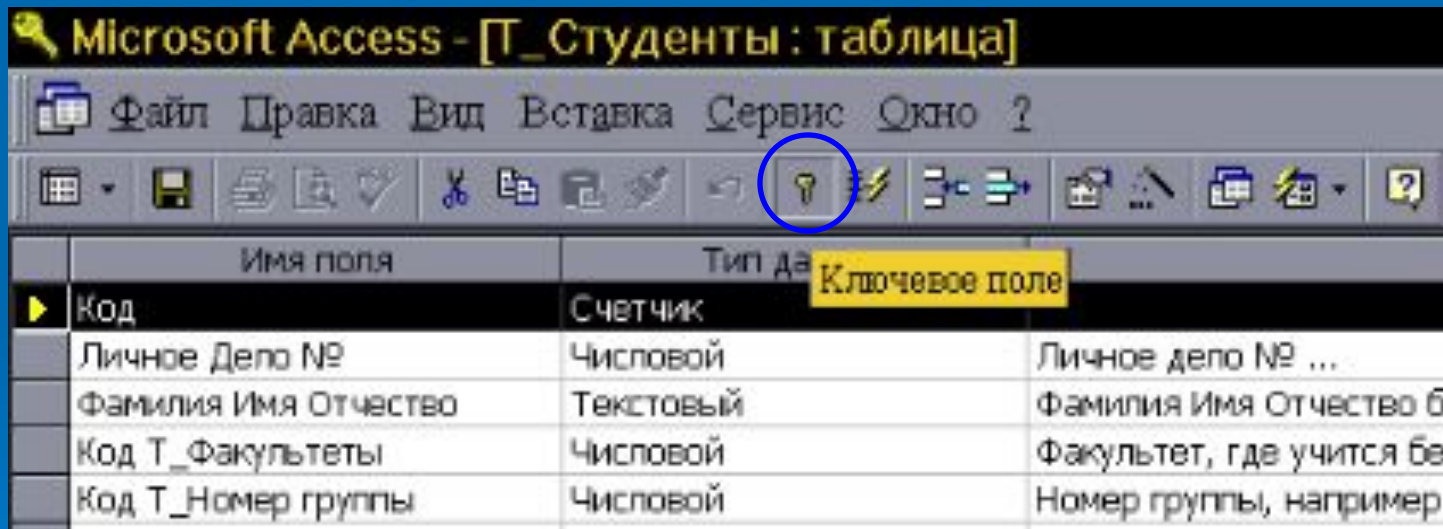 Microsoft Access - [Т_Студенты : таблица]
Файл Правка Вид Вставка Сервис Окно ?
Имя поля Тип да
Ключевое поле
Код Счетчик
Личное Дело № Числовой Личное дело № ...
Фамилия Имя Отчество Текстовый Фамилия Имя Отчество б
Код Т_Факультеты Числовой Факультет, где учится бе
Код Т_Номер группы Числовой Номер группы, например